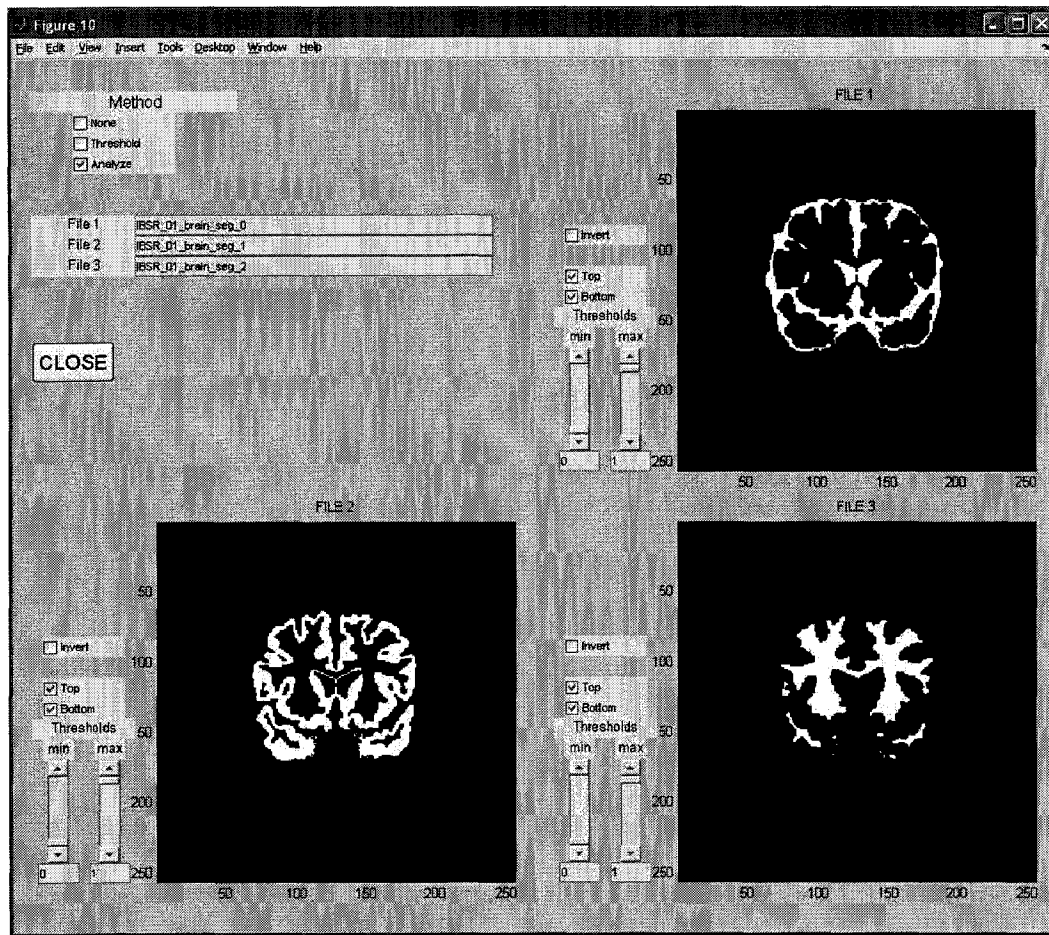 Figure 10
File Edit View Insert Tools Desktop Window Help
Method
None
Threshold
Analyze
File 1 IBSR_01_brain_seg_0
File 2 IBSR_01_brain_seg_1
File 3 IBSR_01_brain_seg_2
CLOSE
FILE 1
Invert
Top
Bottom
Thresholds
min max
0 1
50
100
50
200
250
50 100 150 200 250
FILE 2
Invert
Top
Bottom
Thresholds
min max
0 1
50
100
50
200
250
50 100 150 200 250
FILE 3
Invert
Top
Bottom
Thresholds
min max
0 1
50
100
50
200
250
50 100 150 200 250